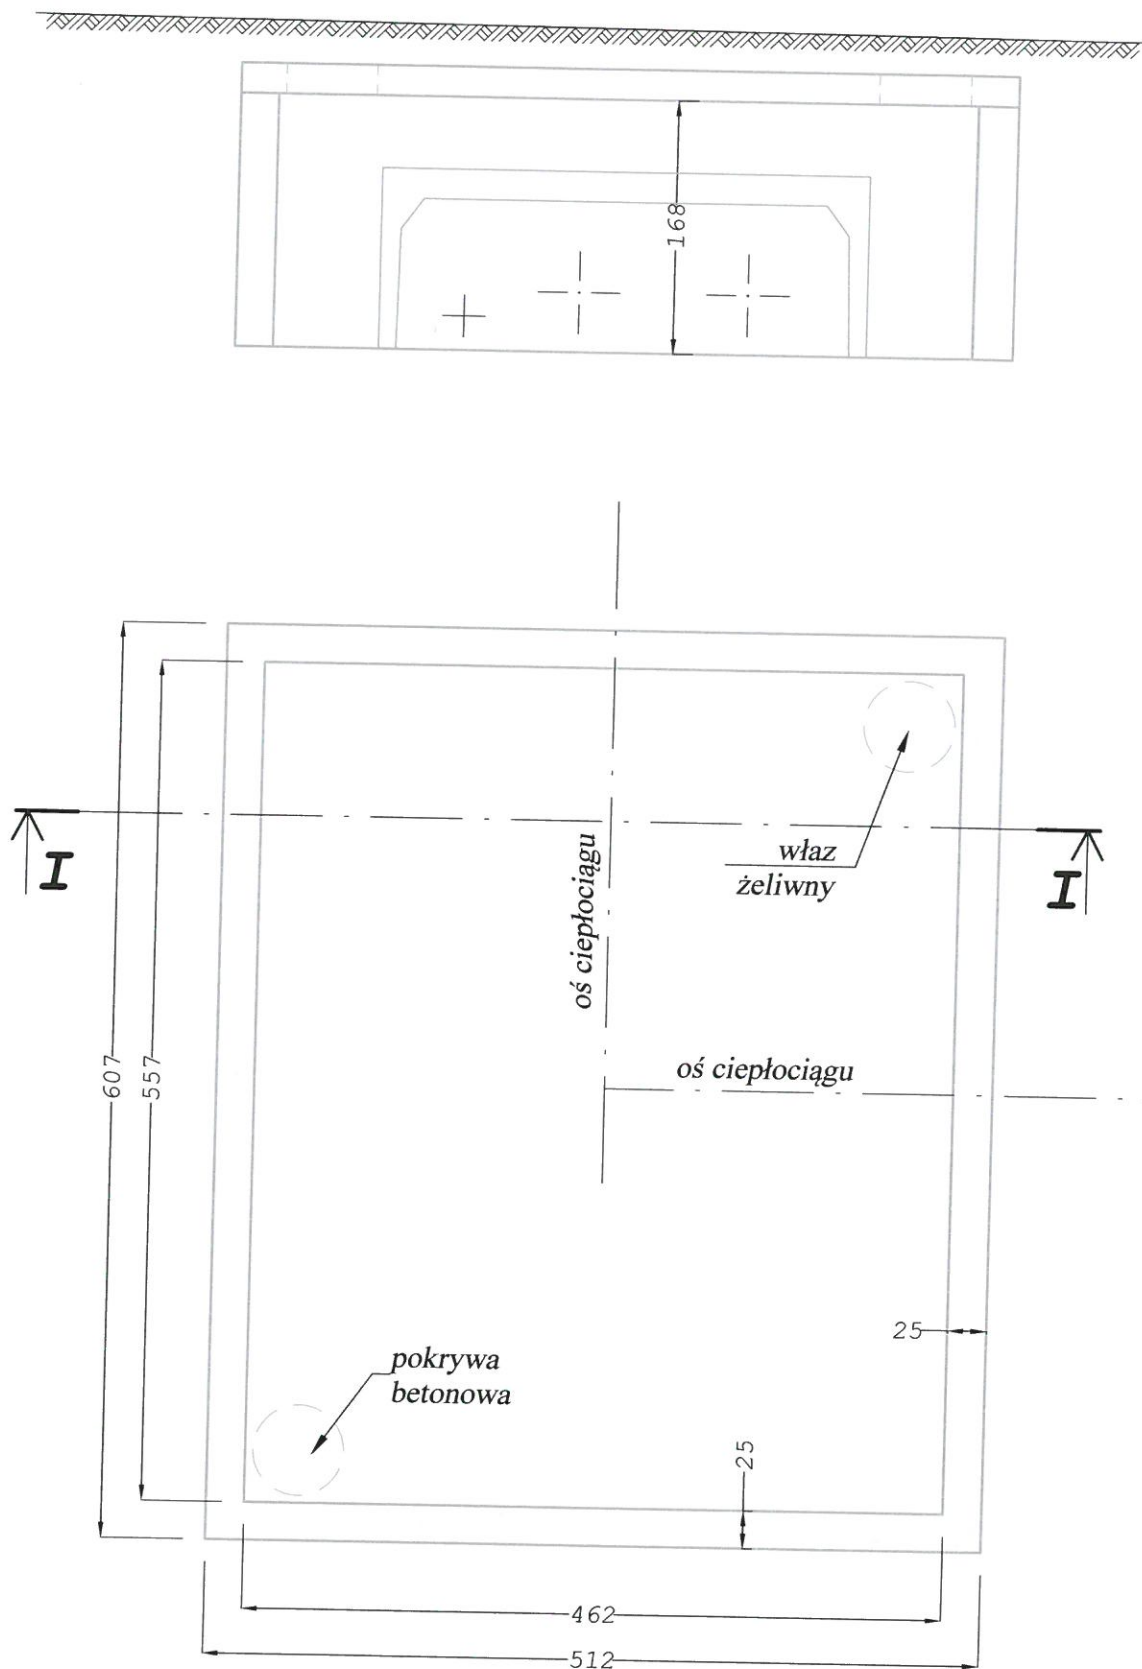 168
I
I
właz
żeliwny
oś ciepłociągu
oś ciepłociągu
607
557
25
pokrywa
betonowa
25
462
512